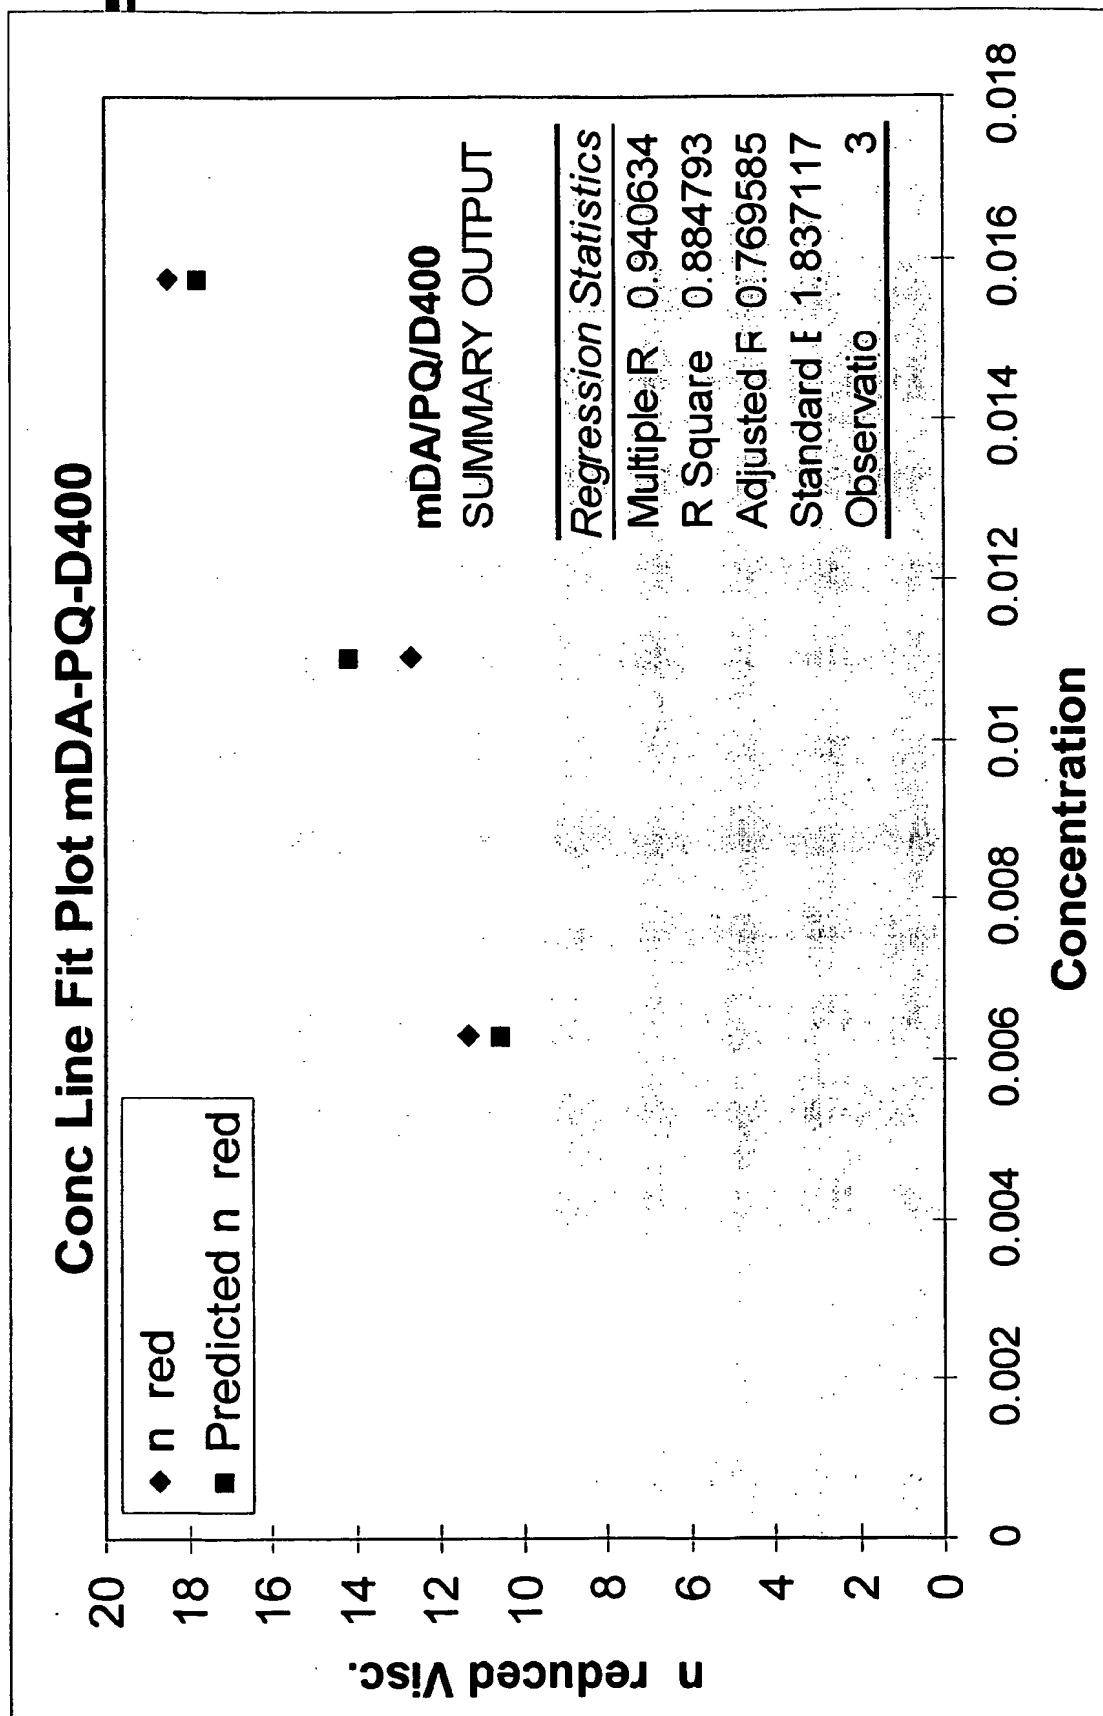 Conc Line Fit Plot mDA-PQ-D400
n red
Predicted n red
mDA/PQ/D400
SUMMARY OUTPUT
Regression Statistics
Multiple R 0.940634
R Square 0.884793
Adjusted R 0.769585
Standard E 1.837117
Observatio 3
n reduced Visc.
20
18
16
14
12
10
8
6
4
2
0
0
0.002
0.004
0.006
0.008
0.01
0.012
0.014
0.016
0.018
Concentration